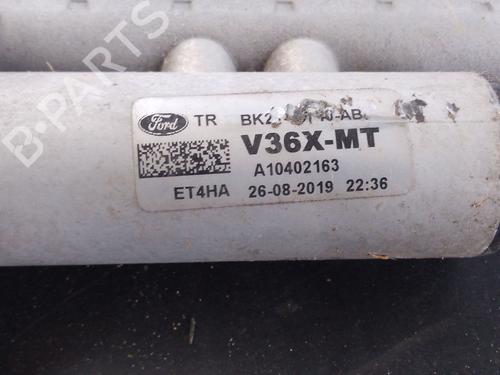 Ford TR
V36X-MT
A10402163
ET4HA 26-08-2019 22:36
B-PARTS